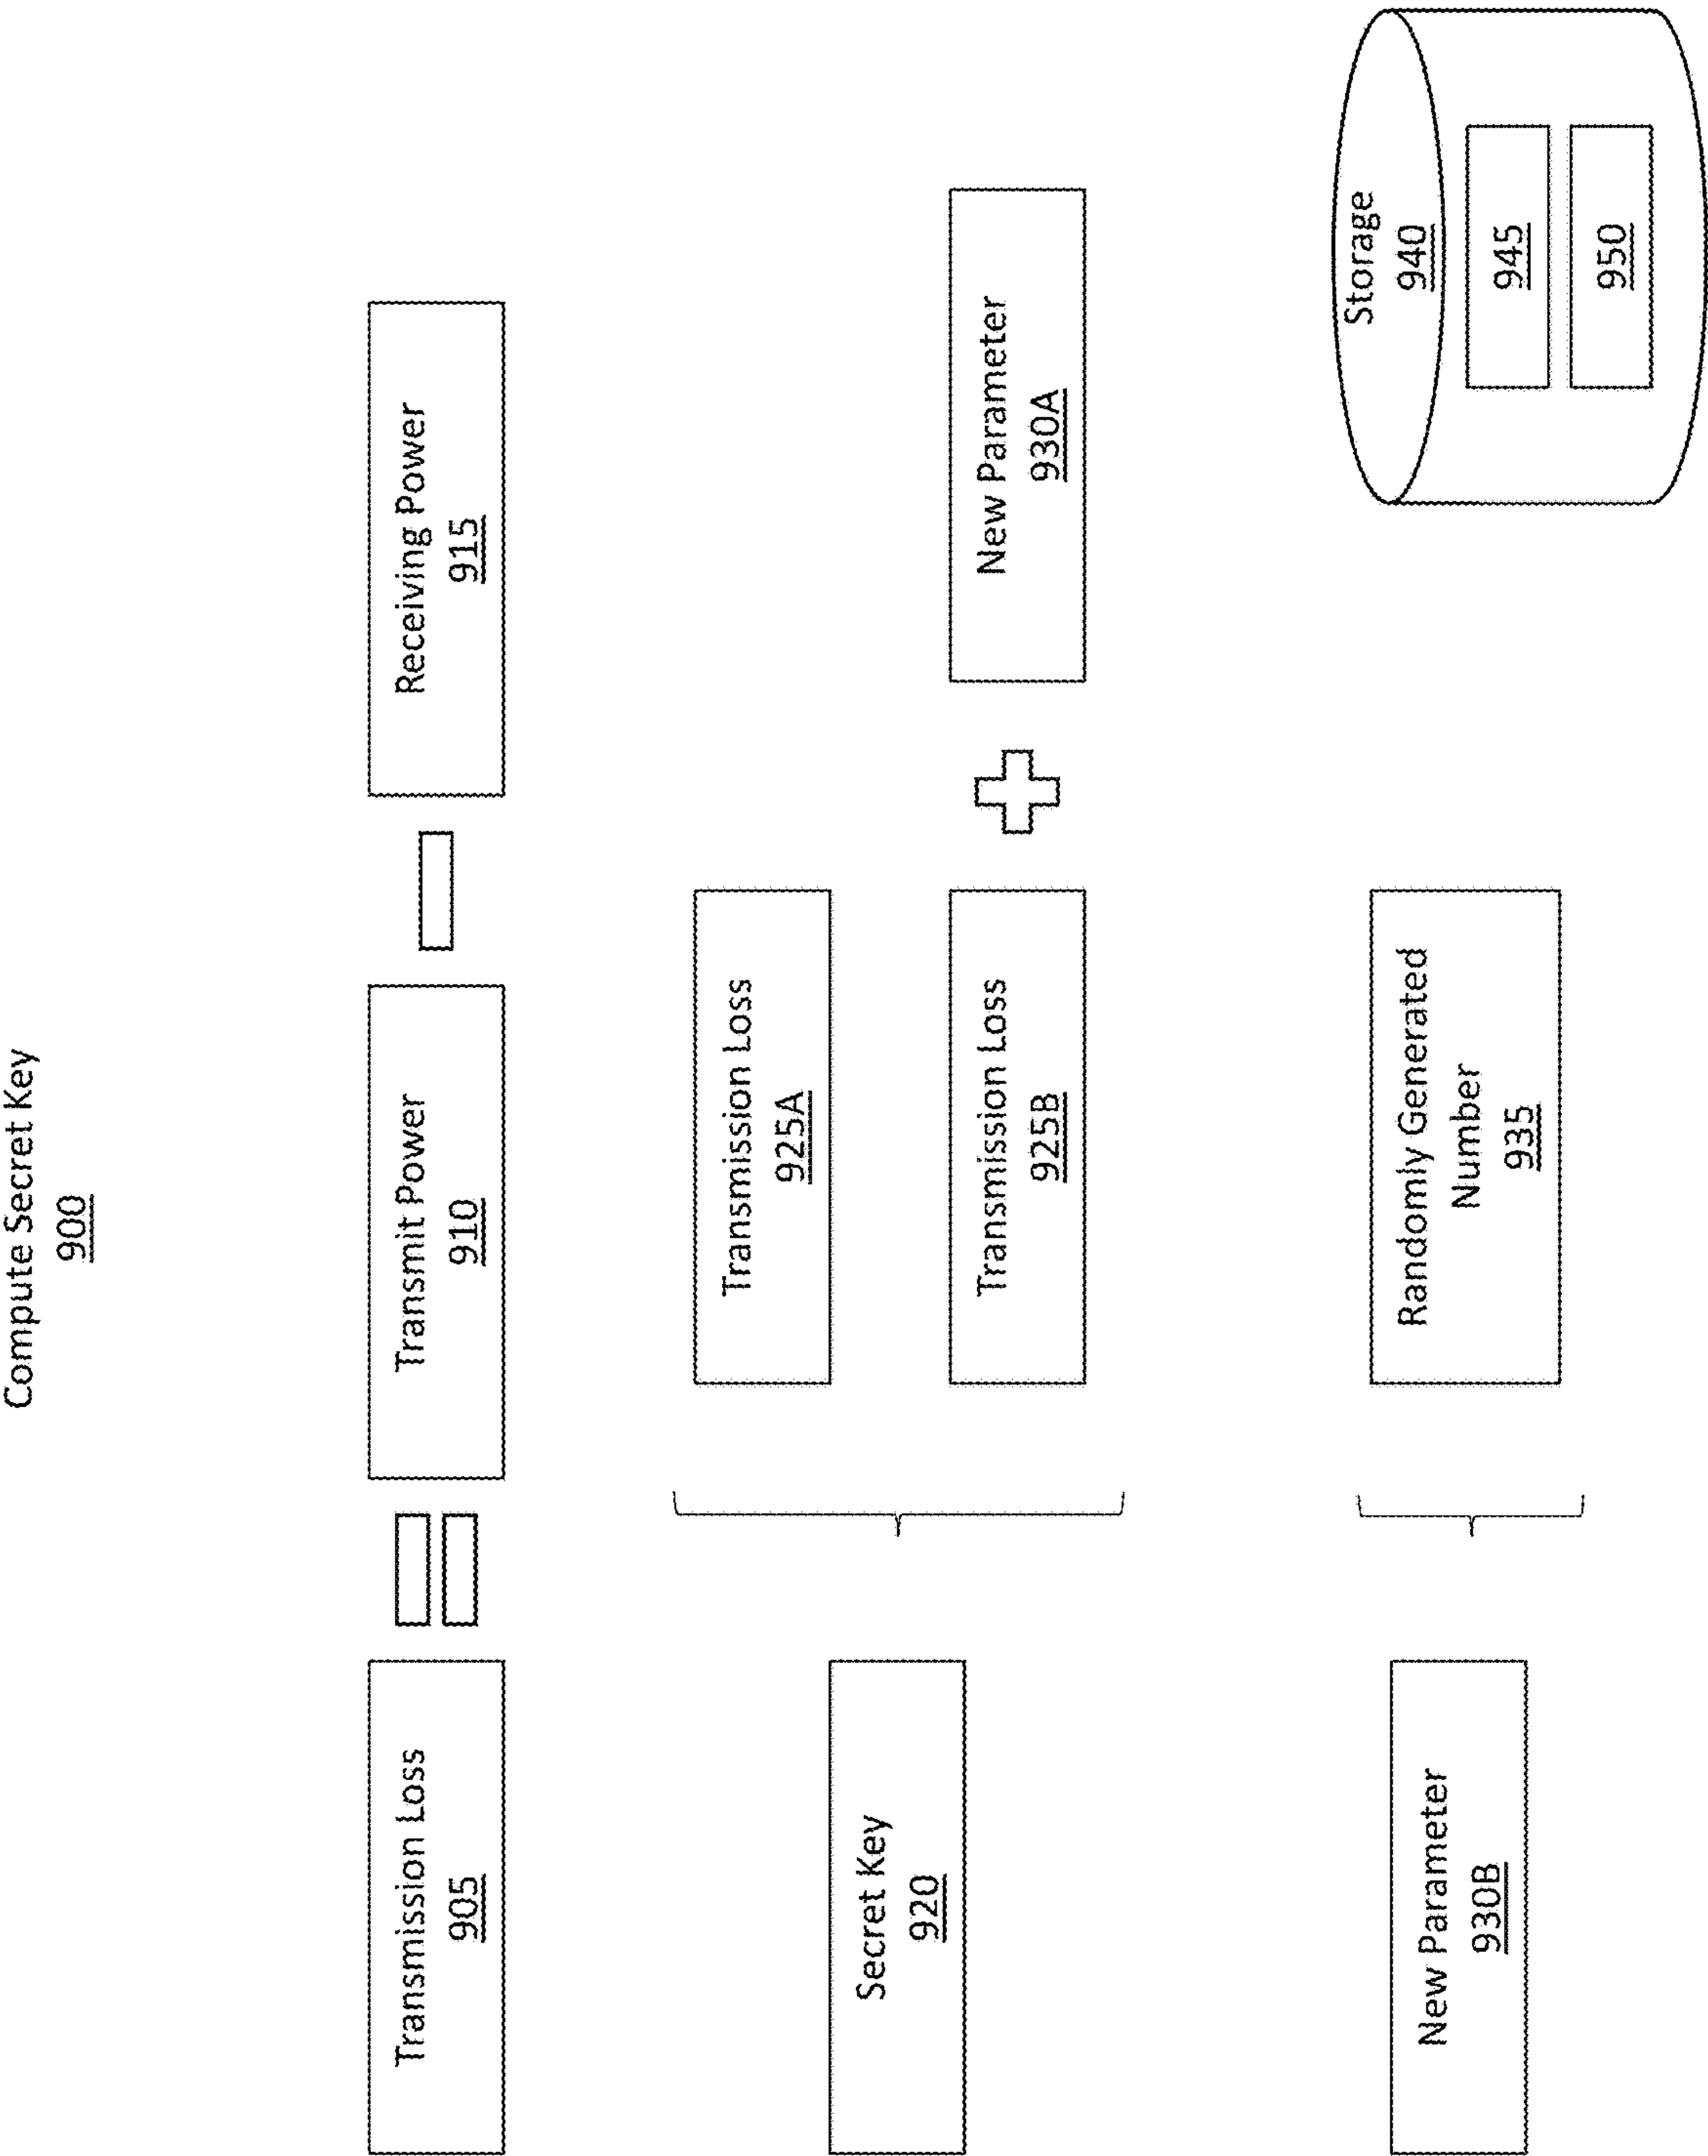 Compute Secret Key
900
Transmission Loss
905
Transmit Power
910
Receiving Power
915
Secret Key
920
Transmission Loss
925A
Transmission Loss
925B
New Parameter
930A
New Parameter
930B
Randomly Generated
Number
935
Storage
940
945
950